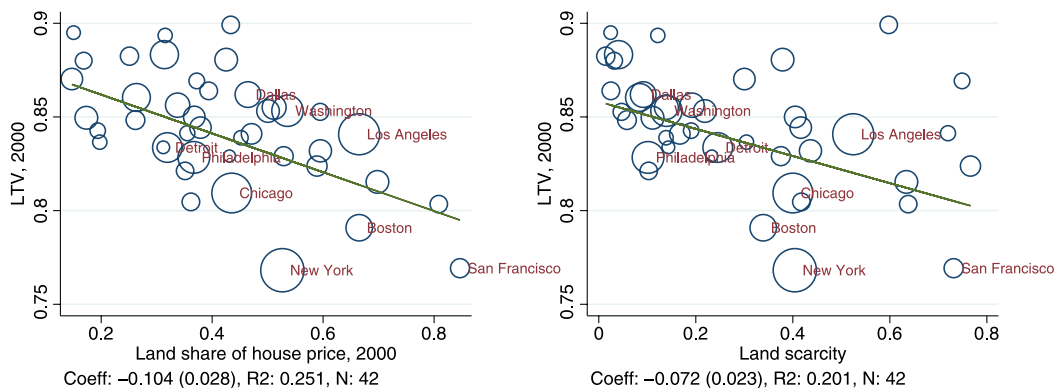 LTV, 2000
0.9
0.85
0.8
0.75
Dallas
Washington
Los Angeles
Detroit
Philadelphia
Chicago
Boston
New York
San Francisco
0.2 0.4 0.6 0.8
Land share of house price, 2000
Coeff: −0.104 (0.028), R2: 0.251, N: 42
LTV, 2000
0.9
0.85
0.8
0.75
Dallas
Washington
Los Angeles
Detroit
Philadelphia
Chicago
Boston
New York
San Francisco
0 0.2 0.4 0.6 0.8
Land scarcity
Coeff: −0.072 (0.023), R2: 0.201, N: 42